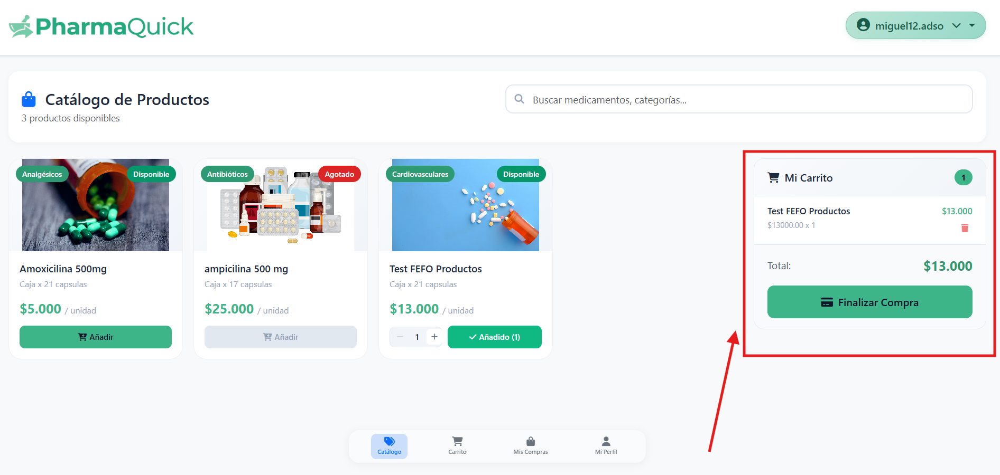 PharmaQuick
miguel12.adso
Catálogo de Productos
3 productos disponibles
Buscar medicamentos, categorías...
Analgésicos
Disponible
Amoxicilina 500mg
Caja x 21 capsulas
$5.000 / unidad
Añadir
Antibióticos
Agotado
ampicilina 500 mg
Caja x 17 capsulas
$25.000 / unidad
Añadir
Cardiovasculares
Disponible
Test FEFO Productos
Caja x 21 capsulas
$13.000 / unidad
1
Añadido (1)
Mi Carrito
1
Test FEFO Productos
$13.000
$13000.00 x 1
Total:
$13.000
Finalizar Compra
Catálogo
Carrito
Mis Compras
Mi Perfil